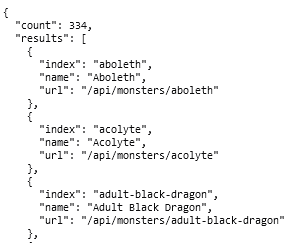 {
  "count": 334,
  "results": [
    {
      "index": "aboleth",
      "name": "Aboleth",
      "url": "/api/monsters/aboleth"
    },
    {
      "index": "acolyte",
      "name": "Acolyte",
      "url": "/api/monsters/acolyte"
    },
    {
      "index": "adult-black-dragon",
      "name": "Adult Black Dragon",
      "url": "/api/monsters/adult-black-dragon"
    },